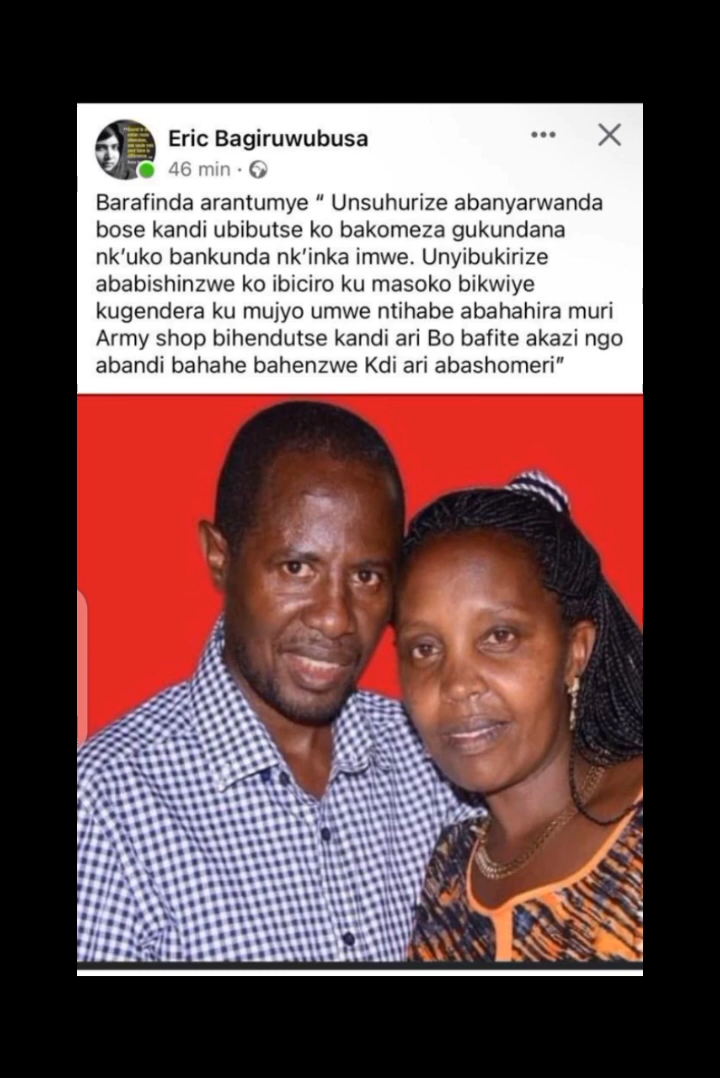 Eric Bagiruwubusa
46 min ·
Barafinda arantumye “ Unsuhurize abanyarwanda
bose kandi ubibutse ko bakomeza gukundana
nk’uko bankunda nk’inka imwe. Unyibukirize
ababishinzwe ko ibiciro ku masoko bikwiye
kugendera ku mujyo umwe ntihabe abahahira muri
Army shop bihendutse kandi ari Bo bafite akazi ngo
abandi bahahe bahenzwe Kdi ari abashomeri”